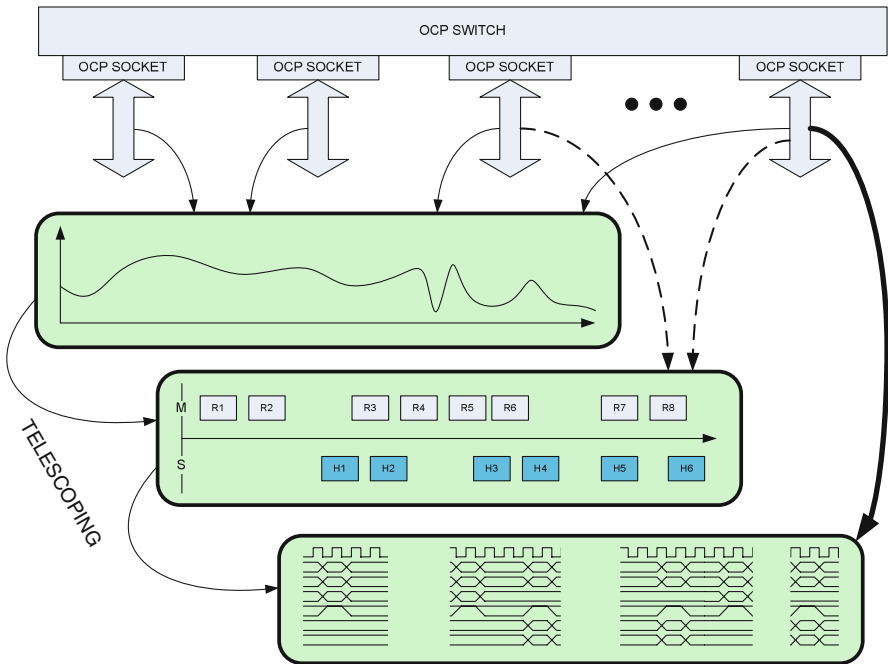 OCP SWITCH
OCP SOCKET OCP SOCKET OCP SOCKET OCP SOCKET
M R1 R2 R3 R4 R5 R6 R7 R8
S H1 H2 H3 H4 H5 H6
TELESCOPING